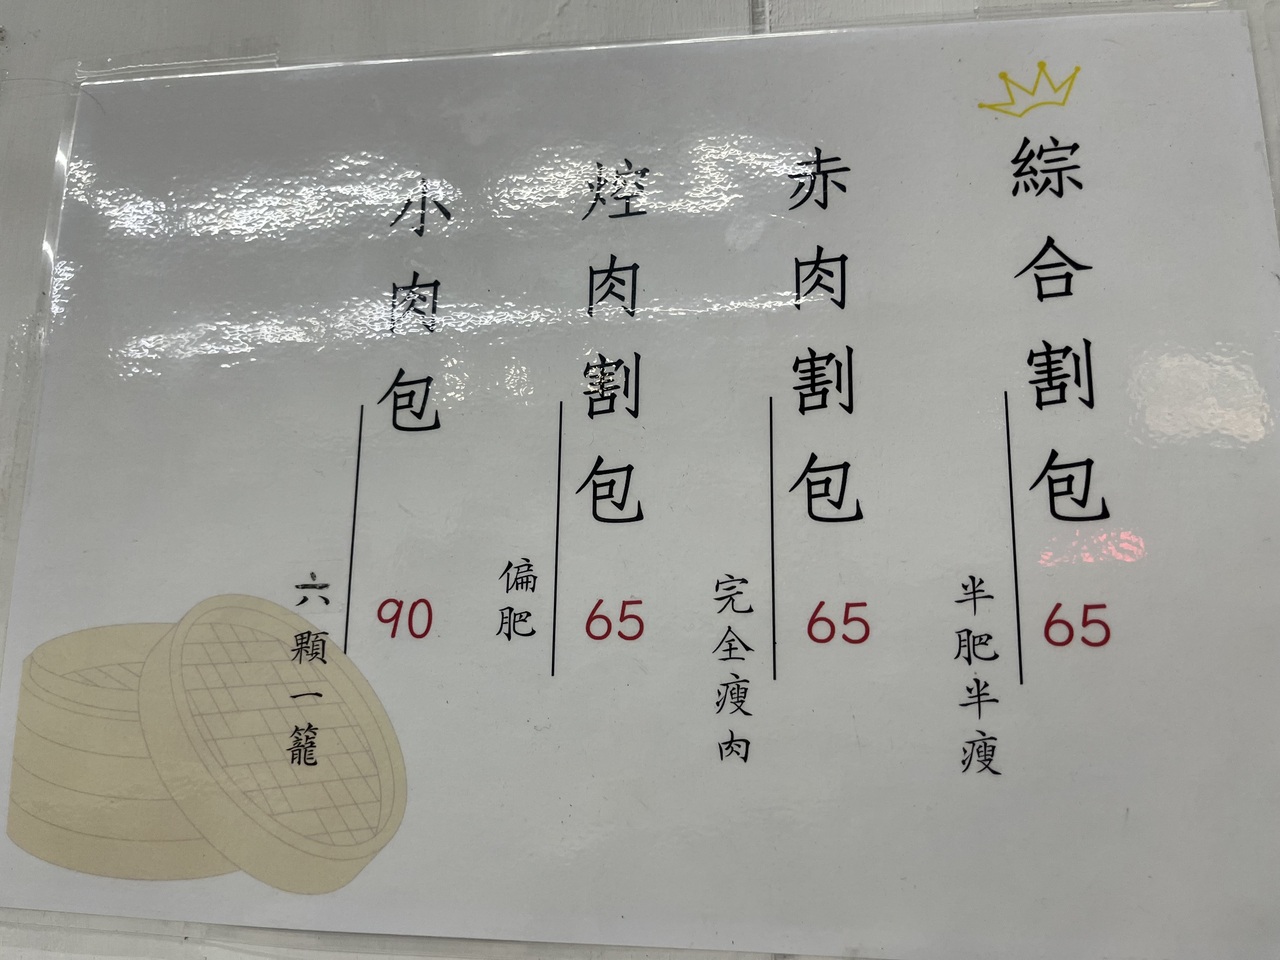 綜合割包 65
半肥半瘦
赤肉割包 65
完全瘦肉
焢肉割包 65
偏肥
小肉包 90
六顆一籠